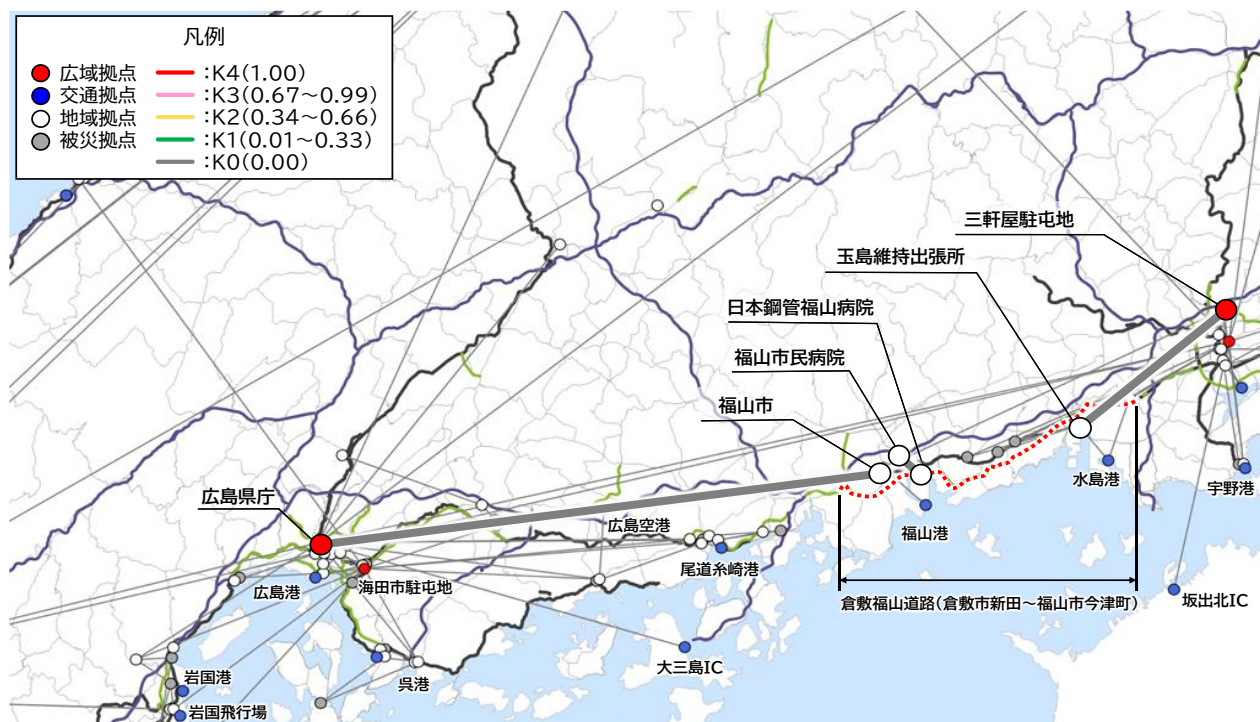 凡例
広域拠点 :K4(1.00)
交通拠点 :K3(0.67～0.99)
地域拠点 :K2(0.34～0.66)
被災拠点 :K1(0.01～0.33)
:K0(0.00)
三軒屋駐屯地
玉島維持出張所
日本鋼管福山病院
福山市民病院
福山市
水島港
宇野港
広島県庁
福山港
広島空港
尾道糸崎港
広島港
海田市駐屯地
倉敷福山道路(倉敷市新田～福山市今津町)
坂出北IC
大三島IC
岩国港
呉港
岩国飛行場